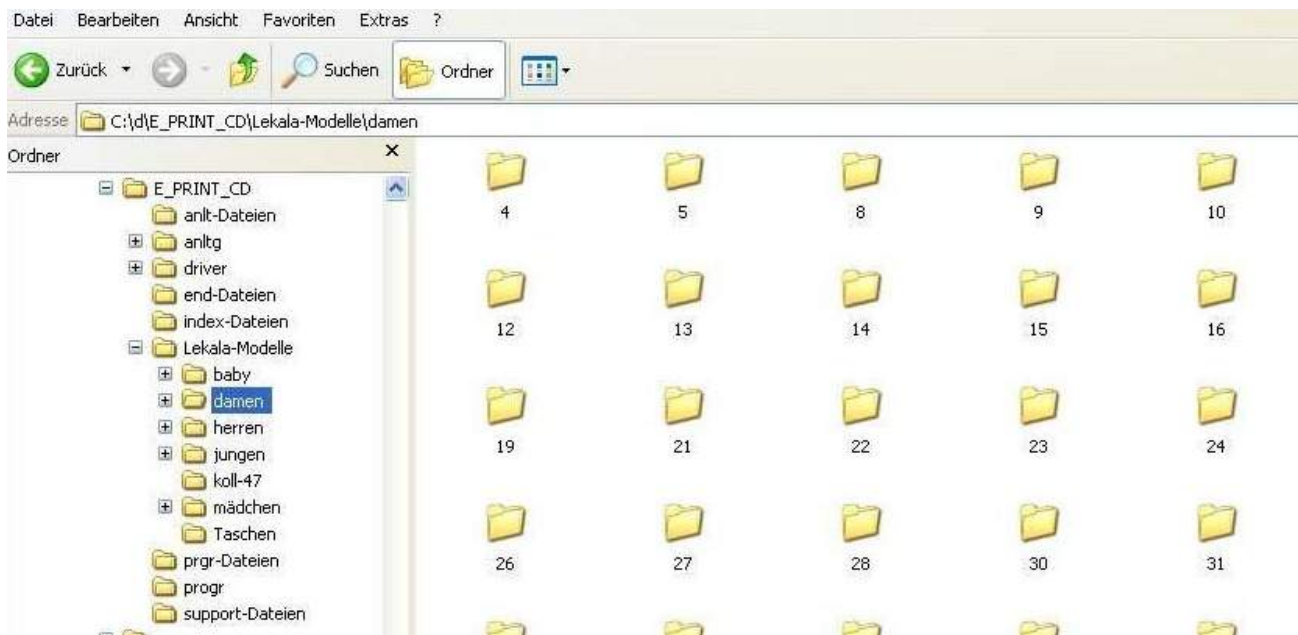 Datei Bearbeiten Ansicht Favoriten Extras ?
Zurück Suchen Ordner
Adresse C:\d\E_PRINT_CD\Lekala-Modelle\damen
Ordner
E_PRINT_CD
anlt-Dateien
anltg
driver
end-Dateien
index-Dateien
Lekala-Modelle
baby
damen
herren
jungen
koll-47
mädchen
Taschen
prgr-Dateien
progr
support-Dateien
4 5 8 9 10
12 13 14 15 16
19 21 22 23 24
26 27 28 30 31